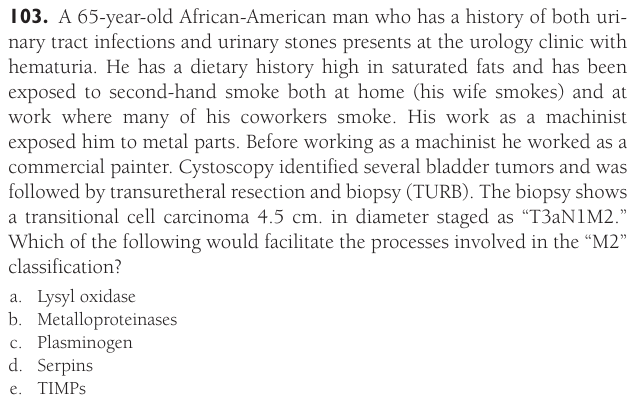 103. A 65-year-old African-American man who has a history of both uri-
nary tract infections and urinary stones presents at the urology clinic with
hematuria. He has a dietary history high in saturated fats and has been
exposed to second-hand smoke both at home (his wife smokes) and at
work where many of his coworkers smoke. His work as a machinist
exposed him to metal parts. Before working as a machinist he worked as a
commercial painter. Cystoscopy identified several bladder tumors and was
followed by transuretheral resection and biopsy (TURB). The biopsy shows
a transitional cell carcinoma 4.5 cm. in diameter staged as “T3aN1M2.”
Which of the following would facilitate the processes involved in the “M2”
classification?
a. Lysyl oxidase
b. Metalloproteinases
c. Plasminogen
d. Serpins
e. TIMPs